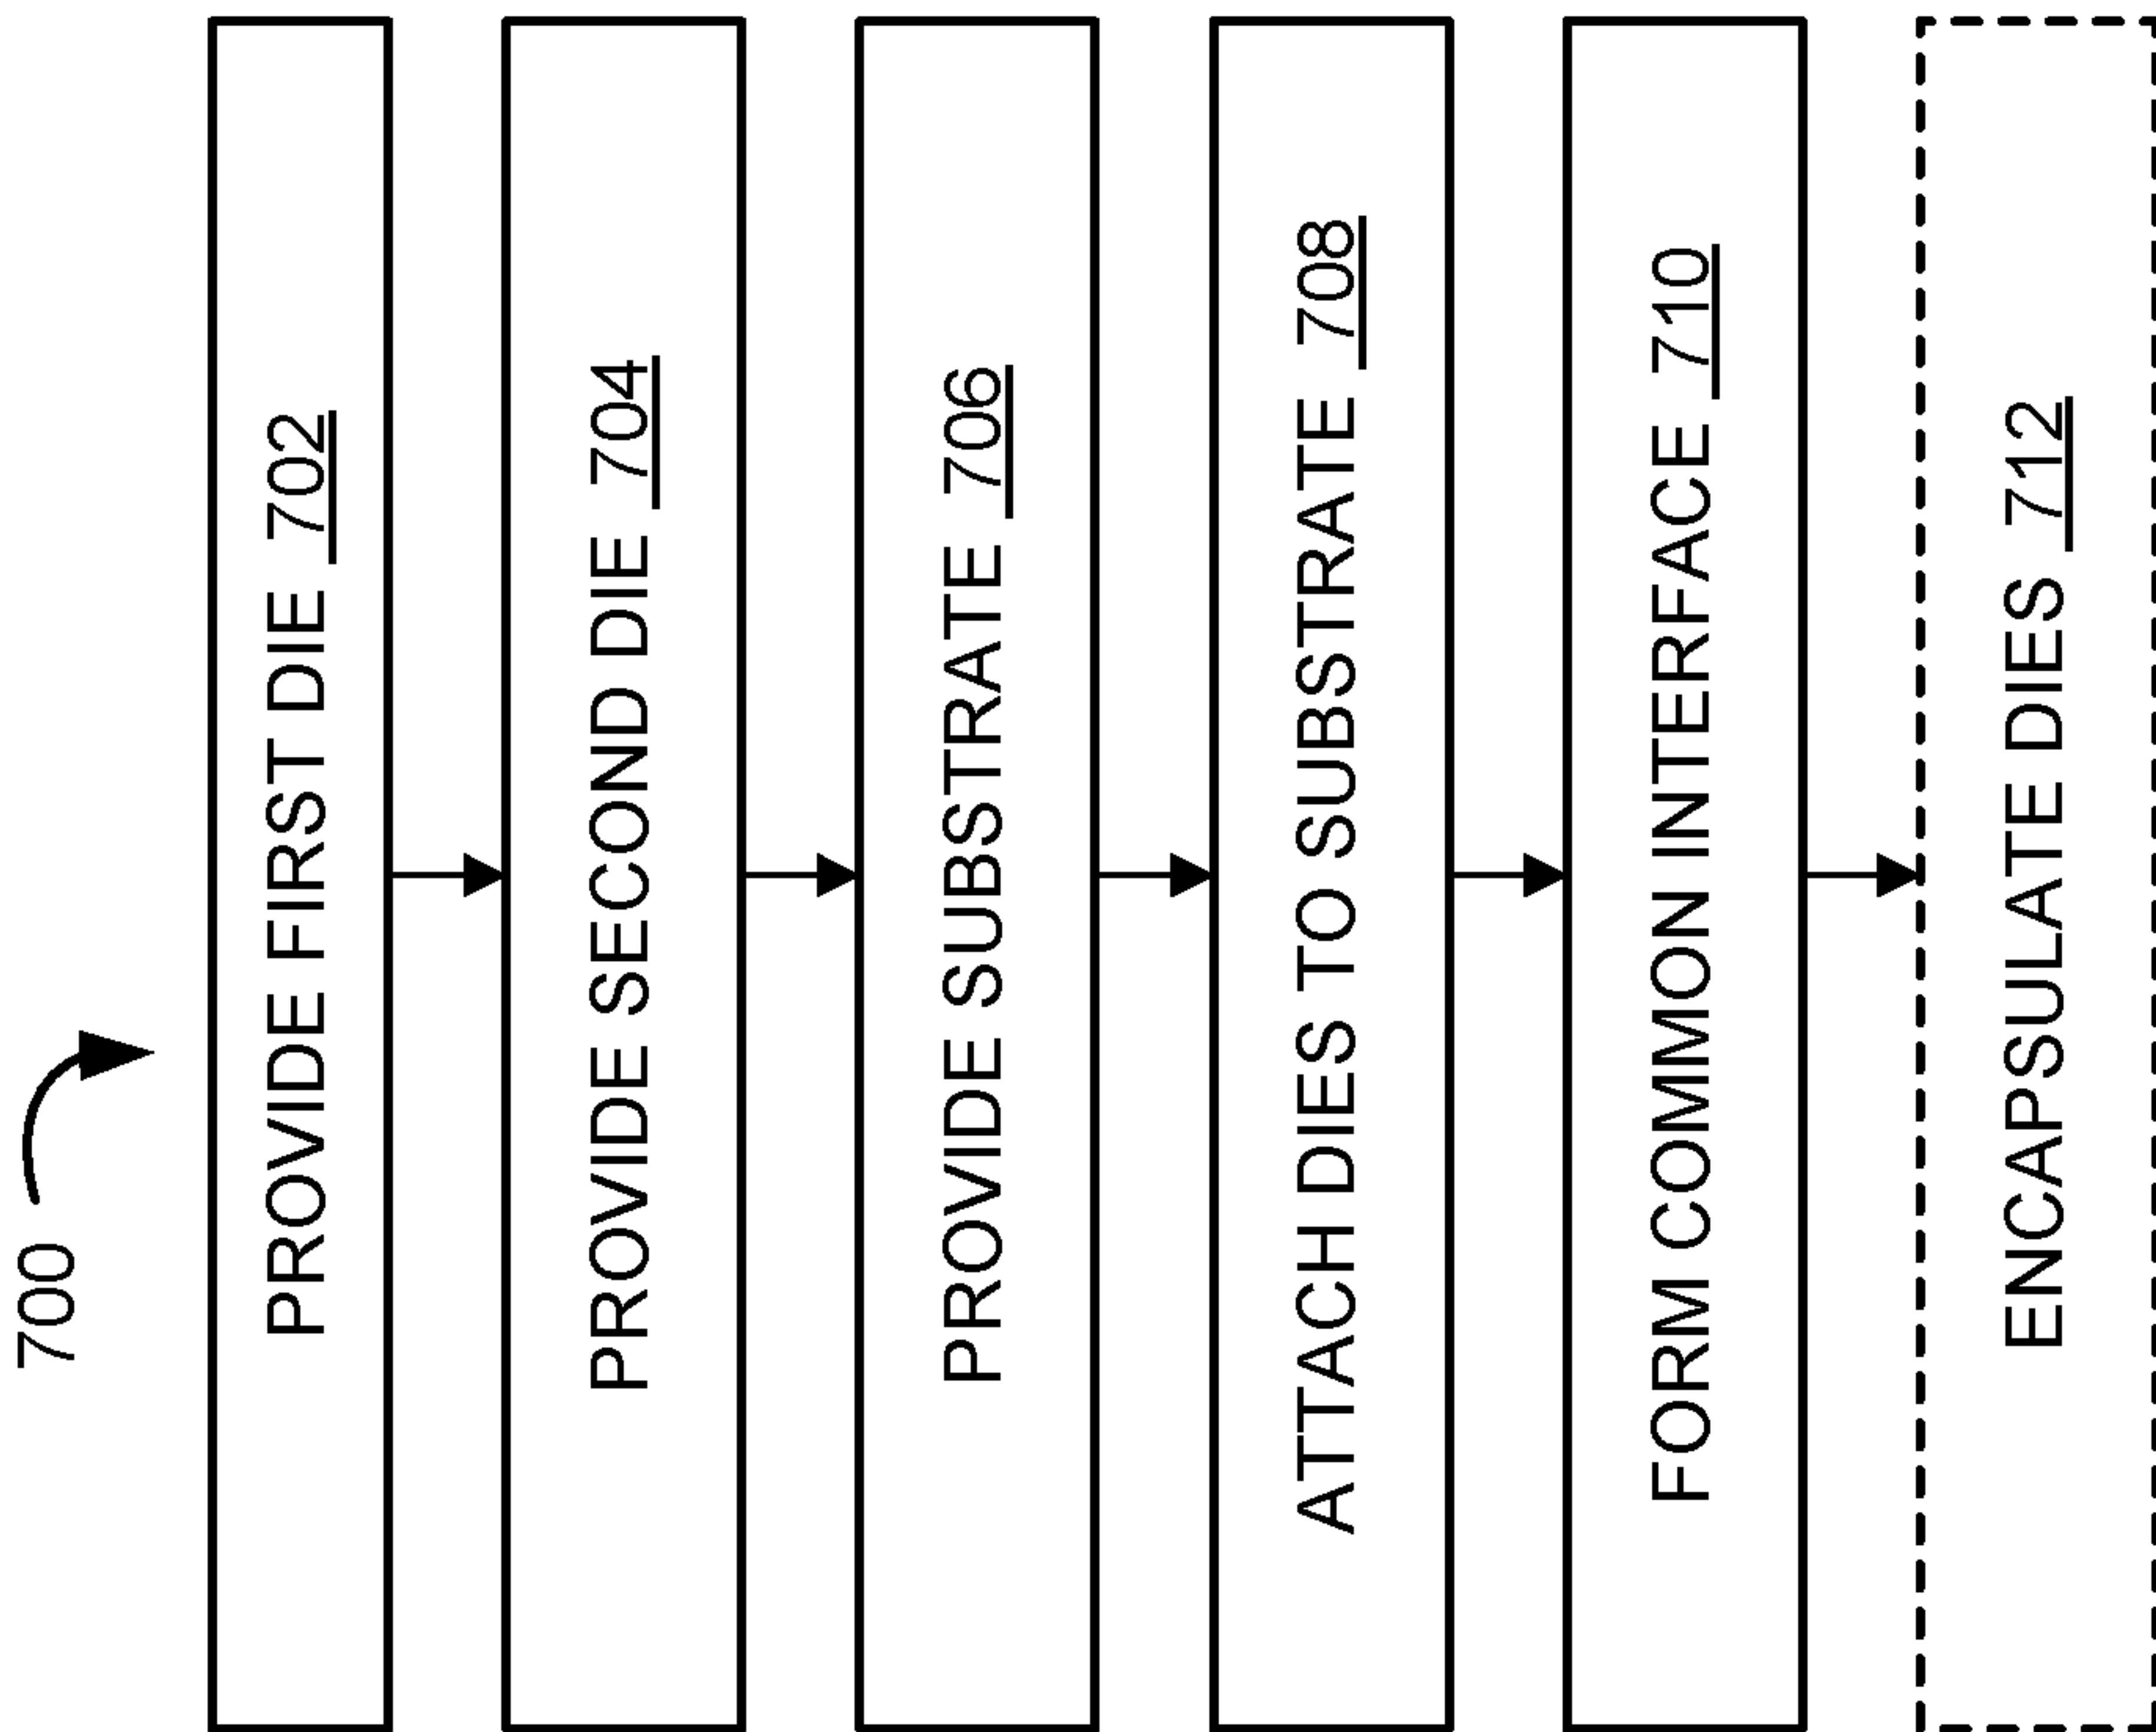 700
PROVIDE FIRST DIE 702
PROVIDE SECOND DIE 704
PROVIDE SUBSTRATE 706
ATTACH DIES TO SUBSTRATE 708
FORM COMMON INTERFACE 710
ENCAPSULATE DIES 712